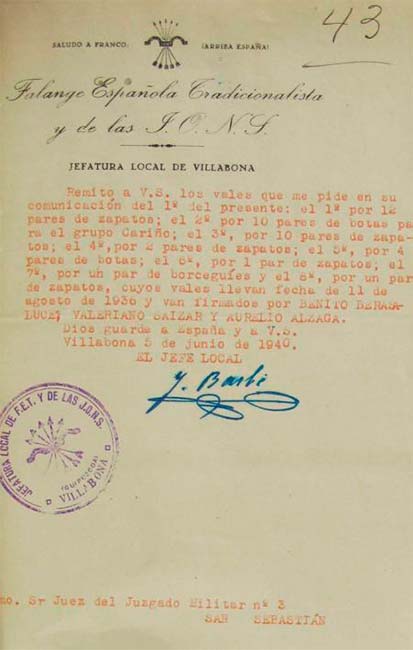 43
SALUDO A FRANCO: (ARRIBA ESPAÑA)
Falange Española Tradicionalista
y de las J.O.N.S.
JEFATURA LOCAL DE VILLABONA
Remito a V.S. los vales que me pide en su
comunicación del 1º del presente: el 1º por 12
pares de zapatos; el 2º por 10 pares de botas pa
ra el grupo Cariño; el 3º, por 10 pares de zapa-
tos; el 4º,por 2 pares de zapatos; el 5º, por 4
pares de botas; el 6º, por 1 par de zapatos; el
7º, por un par de borceguíes y el 8º, por un par
de zapatos, cuyos vales llevan fecha de 11 de
agosto de 1936 y van firmados por BENITO BERASA-
LUCE, VALERIANO SAIZAR Y AURELIO ALZAGA.
Dios guarde a España y a V.S.
Villabona 5 de junio de 1940.
EL JEFE LOCAL
JEFATURA LOCAL DE F.E.T. Y DE LAS J.O.N.S.
(GUIPUZCOA)
VILLABONA
mo. Sr Juez del Juzgado Militar nº 3
SAN SEBASTIÁN